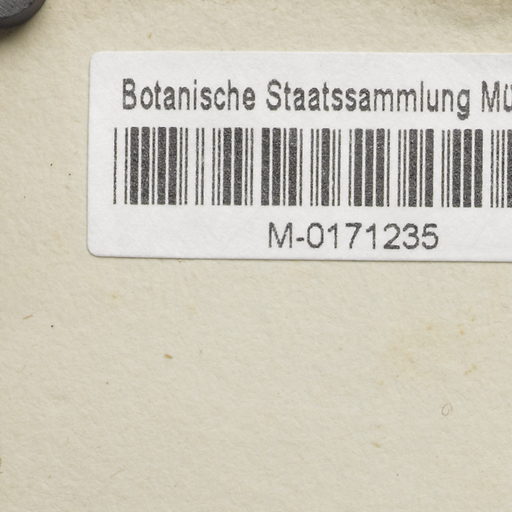 Botanische Staatssammlung Mü
M-0171235